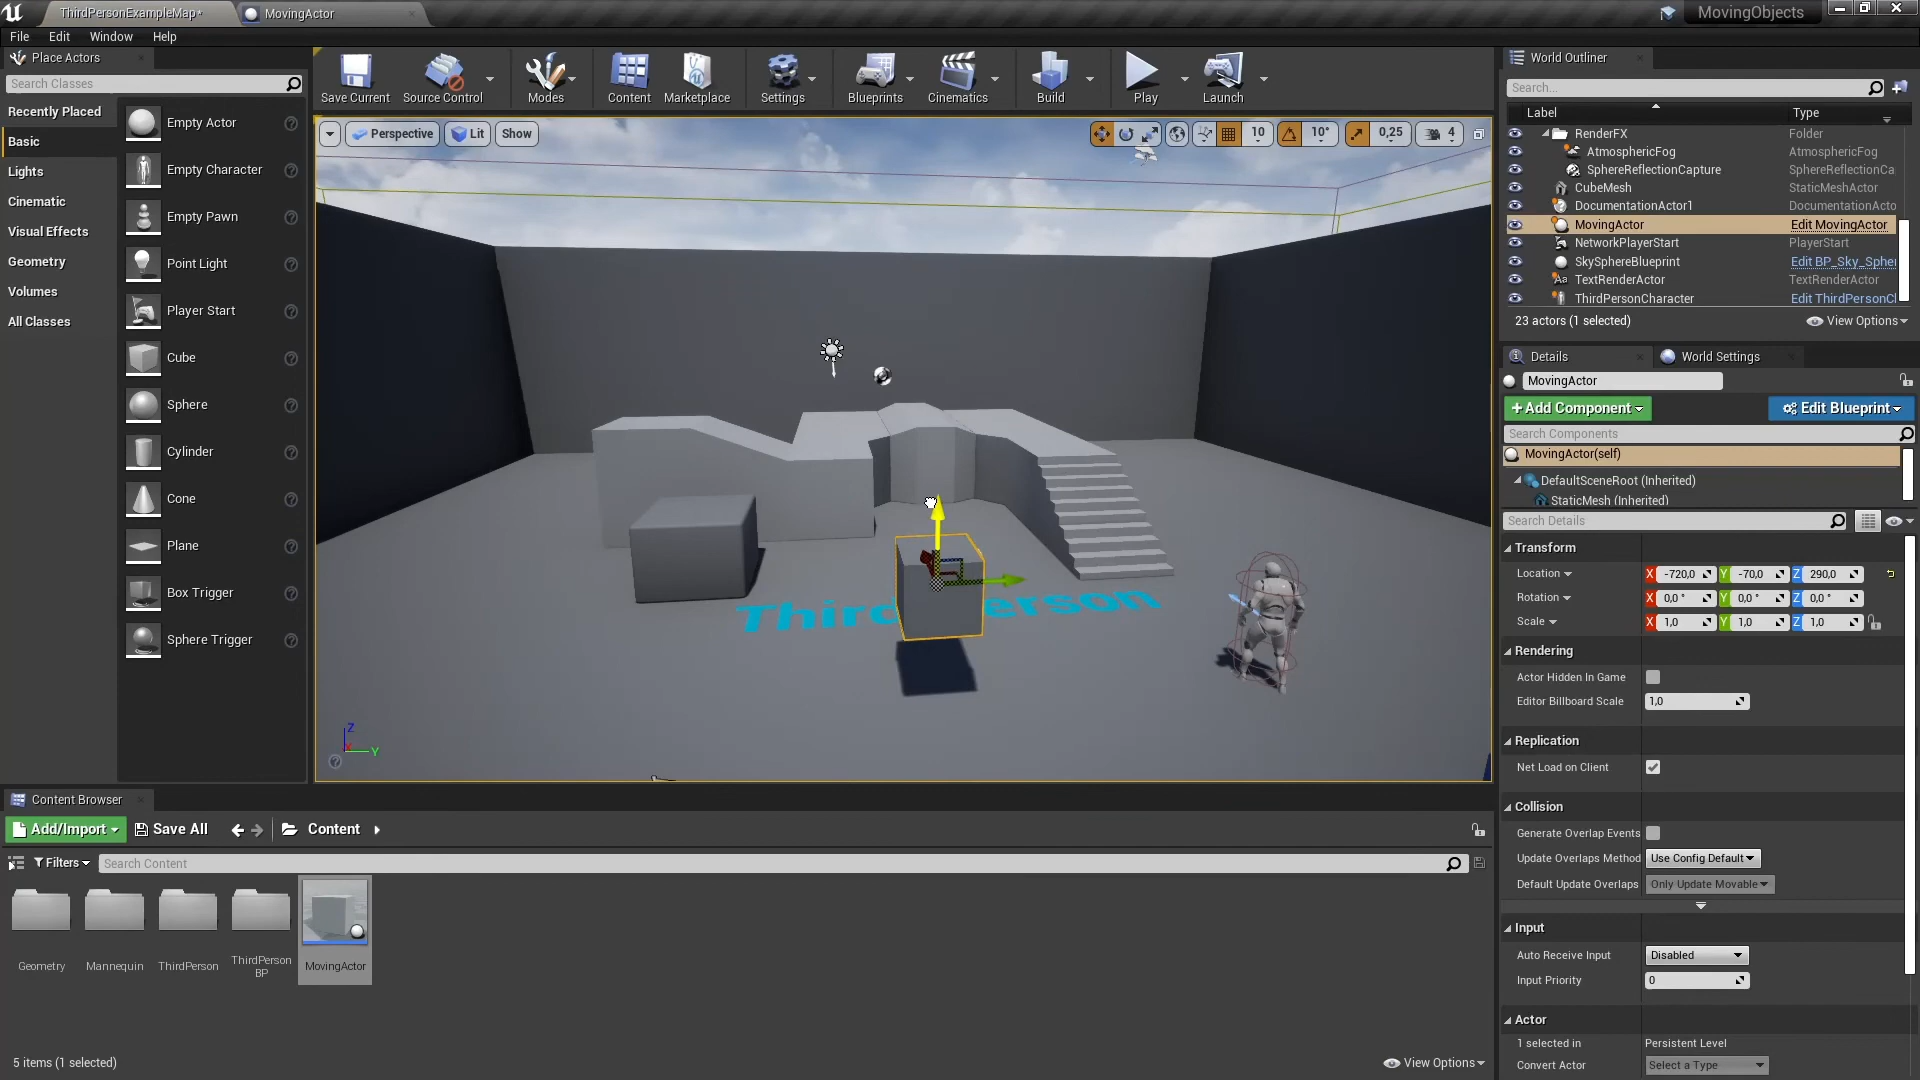 ThirdPersonExampleMap*
MovingActor
MovingObjects
File
Edit
Window
Help
Place Actors
Search Classes
Recently Placed
Basic
Lights
Cinematic
Visual Effects
Geometry
Volumes
All Classes
Empty Actor
Empty Character
Empty Pawn
Point Light
Player Start
Cube
Sphere
Cylinder
Cone
Plane
Box Trigger
Sphere Trigger
Save Current
Source Control
Modes
Content
Marketplace
Settings
Blueprints
Cinematics
Build
Play
Launch
Perspective
Lit
Show
10
10°
0,25
4
Z
Y
World Outliner
Search...
Label
Type
RenderFX
Folder
AtmosphericFog
AtmosphericFog
SphereReflectionCapture
SphereReflectionCa
CubeMesh
StaticMeshActor
DocumentationActor1
DocumentationActo
MovingActor
Edit MovingActor
NetworkPlayerStart
PlayerStart
SkySphereBlueprint
Edit BP_Sky_Spher
TextRenderActor
TextRenderActor
ThirdPersonCharacter
Edit ThirdPersonCl
23 actors (1 selected)
View Options
Details
World Settings
MovingActor
+Add Component
Edit Blueprint
Search Components
MovingActor(self)
DefaultSceneRoot (Inherited)
StaticMesh (Inherited)
Search Details
Transform
Location
X -720,0
Y -70,0
Z 290,0
Rotation
X 0,0 °
Y 0,0 °
Z 0,0 °
Scale
X 1,0
Y 1,0
Z 1,0
Rendering
Actor Hidden In Game
Editor Billboard Scale
1,0
Replication
Net Load on Client
Collision
Generate Overlap Events
Update Overlaps Method
Use Config Default
Default Update Overlaps
Only Update Movable
Input
Auto Receive Input
Disabled
Input Priority
0
Actor
1 selected in
Persistent Level
Convert Actor
Select a Type
Content Browser
Add/Import
Save All
Content
Filters
Search Content
Geometry
Mannequin
ThirdPerson
ThirdPerson
BP
MovingActor
5 items (1 selected)
View Options